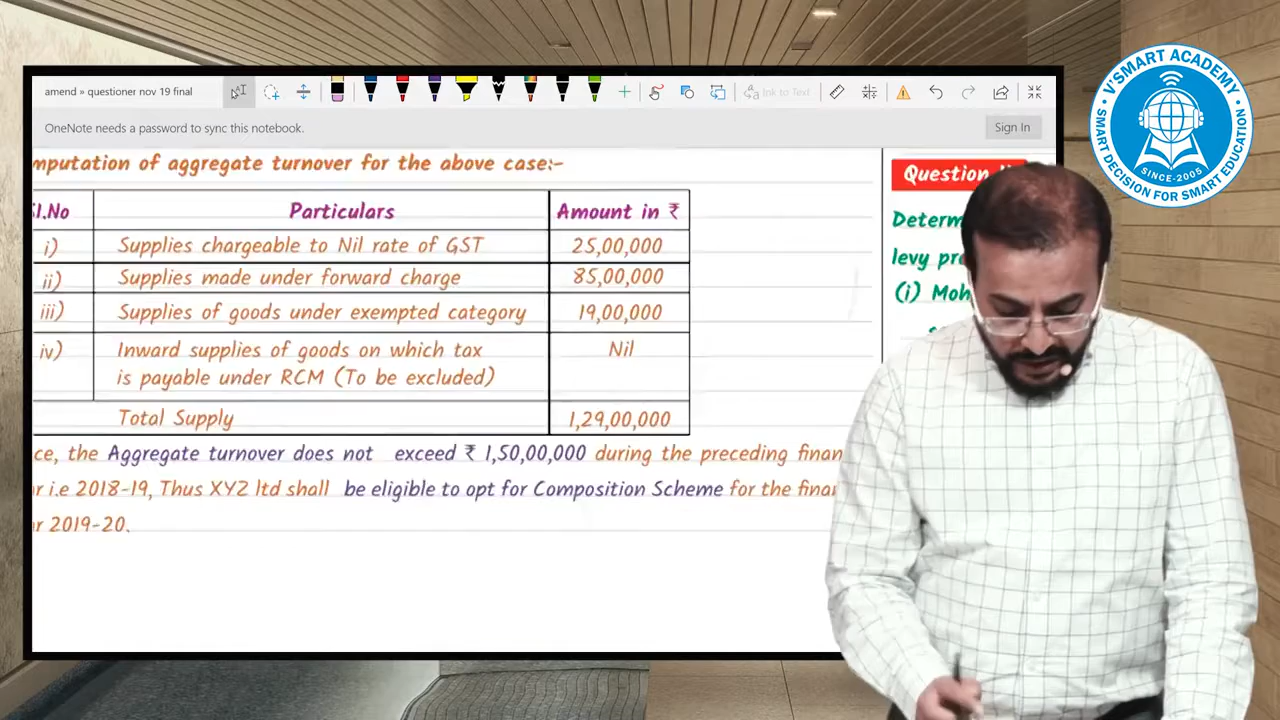 amend » questioner nov 19 final
Link to Text
OneNote needs a password to sync this notebook.
Sign In
mputation of aggregate turnover for the above case:-
Sl.No Particulars Amount in ₹
i) Supplies chargeable to Nil rate of GST 25,00,000
ii) Supplies made under forward charge 85,00,000
iii) Supplies of goods under exempted category 19,00,000
iv) Inward supplies of goods on which tax Nil
is payable under RCM (To be excluded)
Total Supply 1,29,00,000
ce, the Aggregate turnover does not exceed ₹ 1,50,00,000 during the preceding finan
r i.e 2018-19, Thus XYZ ltd shall be eligible to opt for Composition Scheme for the finan
r 2019-20.
Question
Determ
levy pr
(i) Moh
V'SMART ACADEMY
SINCE-2005
SMART DECISION FOR SMART EDUCATION